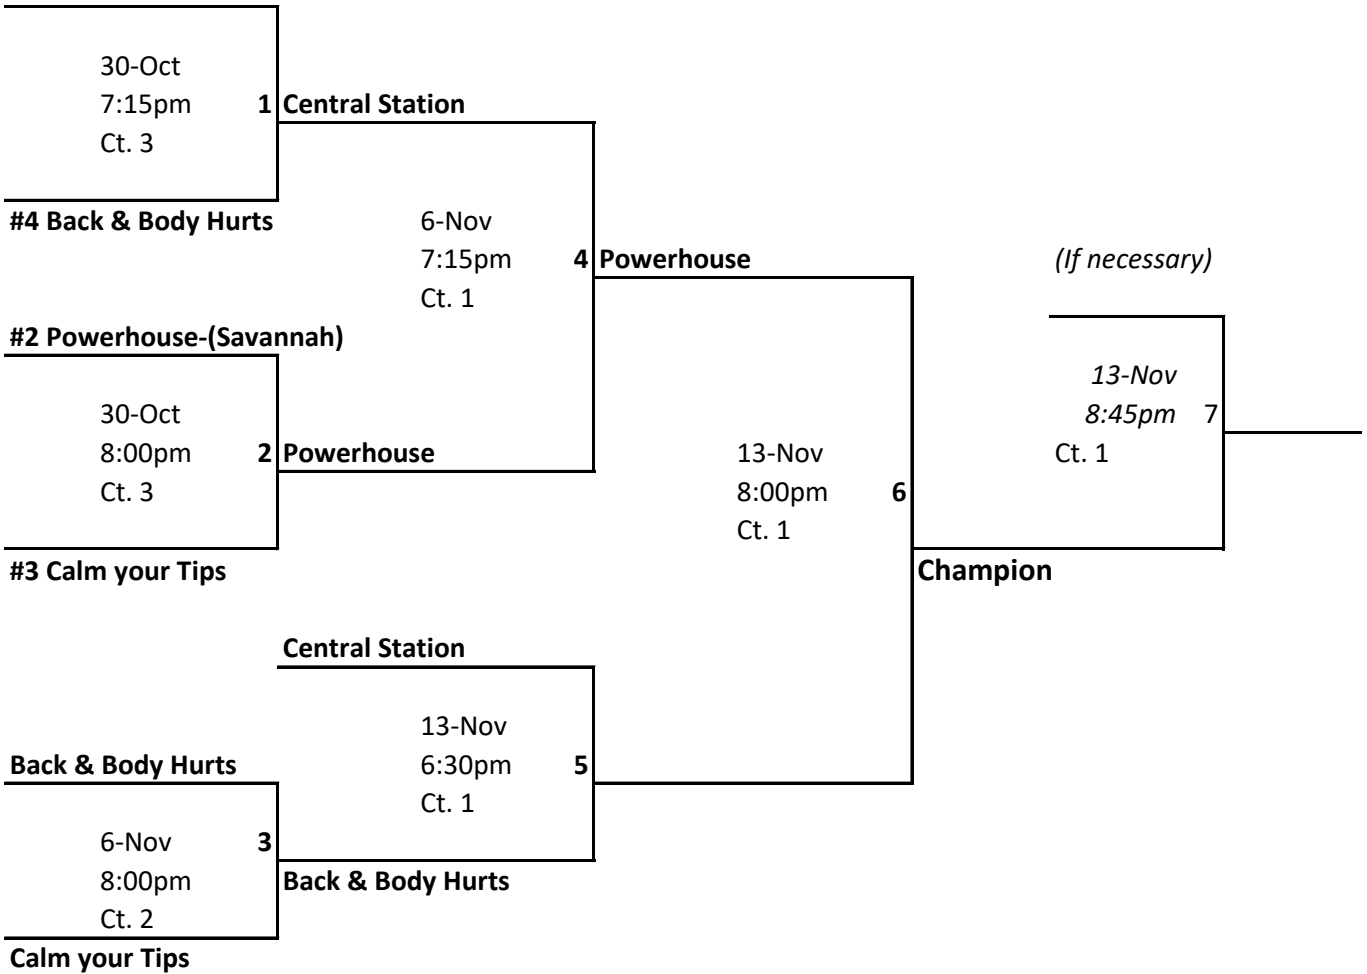 30-Oct
7:15pm 1 Central Station
Ct. 3
#4 Back & Body Hurts 6-Nov
7:15pm 4 Powerhouse (If necessary)
Ct. 1
#2 Powerhouse-(Savannah)
13-Nov
30-Oct 8:45pm 7
8:00pm 2 Powerhouse 13-Nov Ct. 1
Ct. 3 8:00pm 6
Ct. 1
#3 Calm your Tips Champion
Central Station
13-Nov
Back & Body Hurts 6:30pm 5
Ct. 1
6-Nov 3
8:00pm Back & Body Hurts
Ct. 2
Calm your Tips